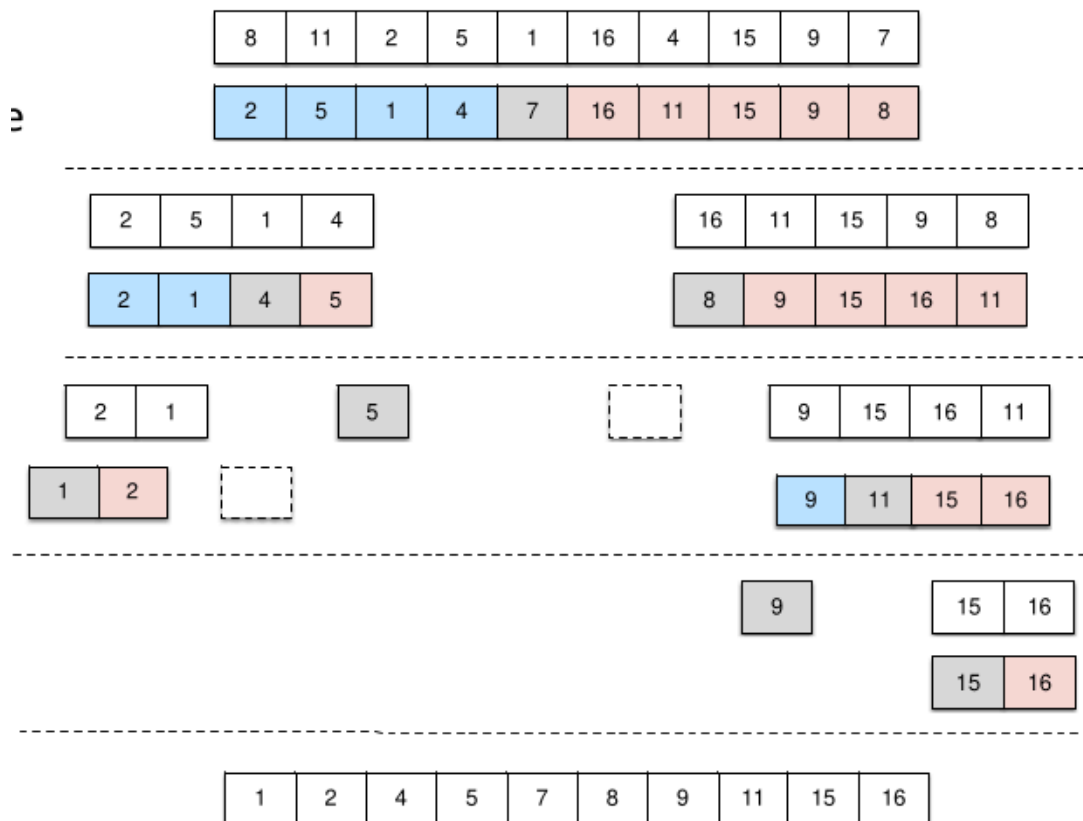 8 11 2 5 1 16 4 15 9 7
e
2 5 1 4 7 16 11 15 9 8
2 5 1 4 16 11 15 9 8
2 1 4 5 8 9 15 16 11
2 1 5 9 15 16 11
1 2 9 11 15 16
9 15 16
15 16
1 2 4 5 7 8 9 11 15 16